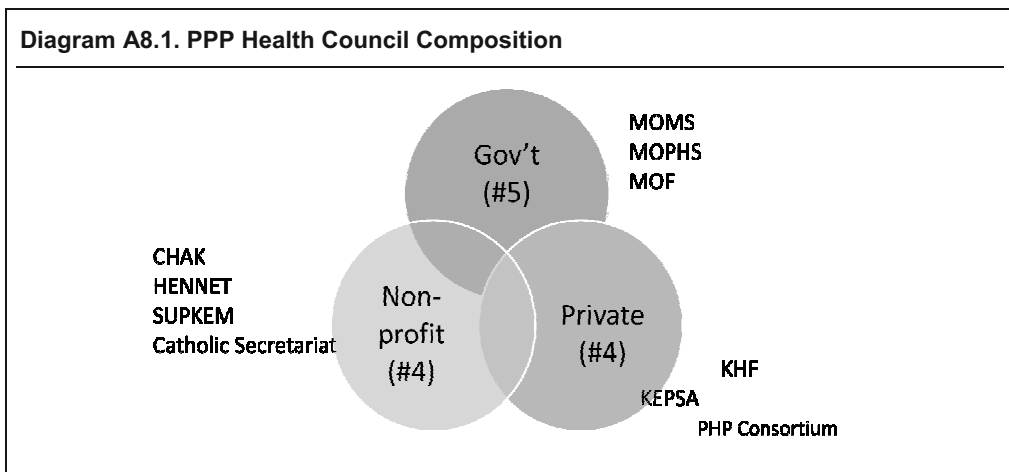 Diagram A8.1. PPP Health Council Composition
Gov't
(#5)
MOMS
MOPHS
MOF
CHAK
HENNET
SUPKEM
Catholic Secretariat
Non-
profit
(#4)
Private
(#4)
KHF
KEPSA
PHP Consortium